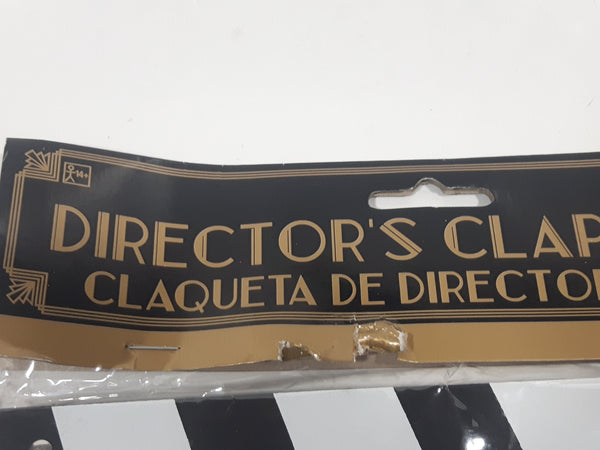 14+
DIRECTOR'S CLAP
CLAQUETA DE DIRECTO